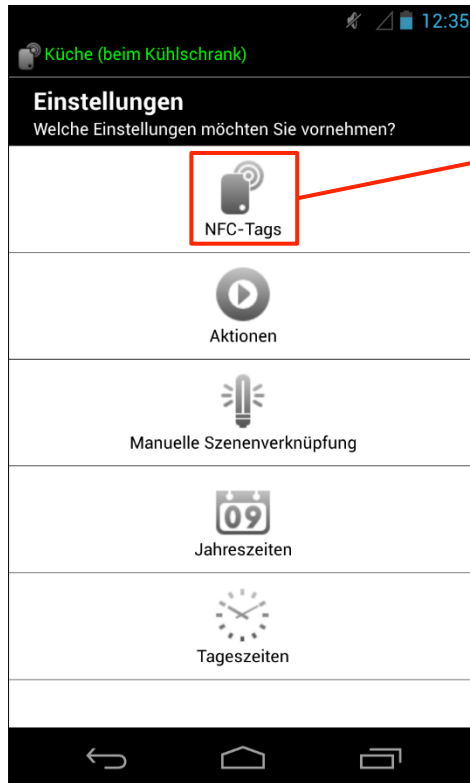 12:35
Küche (beim Kühlschrank)
Einstellungen
Welche Einstellungen möchten Sie vornehmen?
NFC-Tags
Aktionen
Manuelle Szenenverknüpfung
09
Jahreszeiten
Tageszeiten